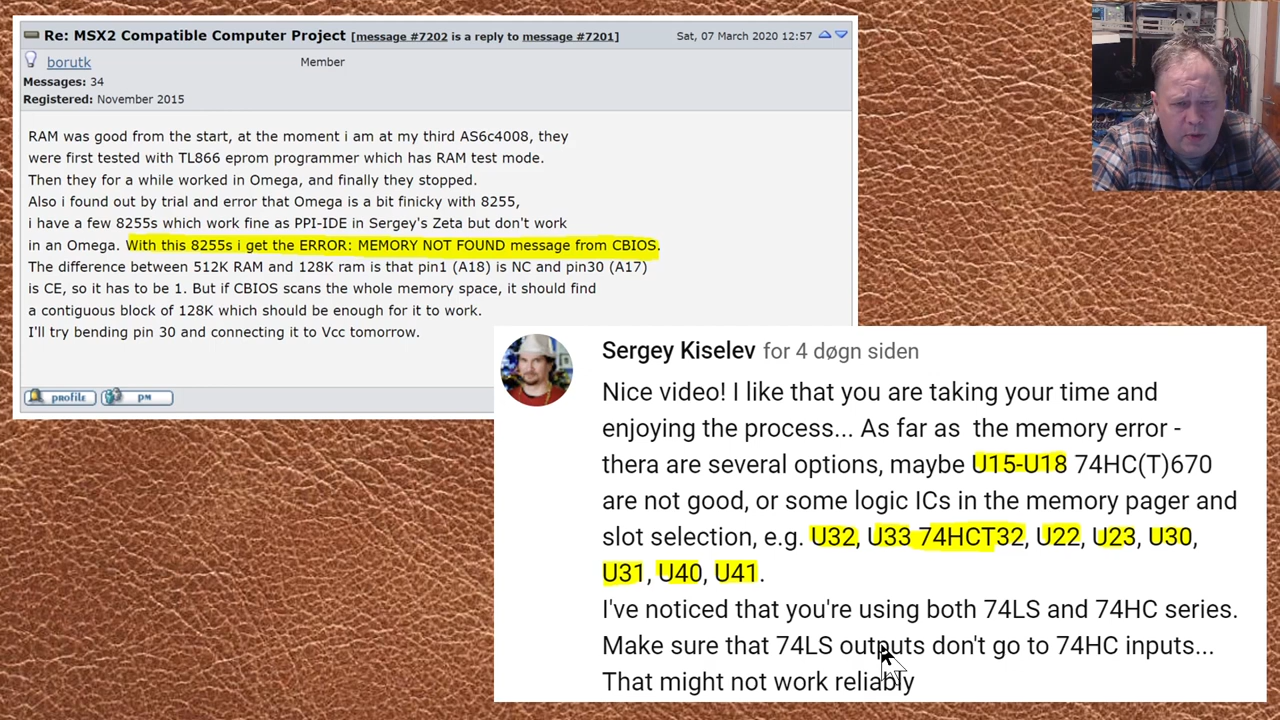 Re: MSX2 Compatible Computer Project [message #7202 is a reply to message #7201] Sat, 07 March 2020 12:57
borutk Member
Messages: 34
Registered: November 2015
RAM was good from the start, at the moment i am at my third AS6c4008, they
were first tested with TL866 eprom programmer which has RAM test mode.
Then they for a while worked in Omega, and finally they stopped.
Also i found out by trial and error that Omega is a bit finicky with 8255,
i have a few 8255s which work fine as PPI-IDE in Sergey's Zeta but don't work
in an Omega. With this 8255s i get the ERROR: MEMORY NOT FOUND message from CBIOS.
The difference between 512K RAM and 128K ram is that pin1 (A18) is NC and pin30 (A17)
is CE, so it has to be 1. But if CBIOS scans the whole memory space, it should find
a contiguous block of 128K which should be enough for it to work.
I'll try bending pin 30 and connecting it to Vcc tomorrow.
profile pm
Sergey Kiselev for 4 døgn siden
Nice video! I like that you are taking your time and
enjoying the process... As far as the memory error -
thera are several options, maybe U15-U18 74HC(T)670
are not good, or some logic ICs in the memory pager and
slot selection, e.g. U32, U33 74HCT32, U22, U23, U30,
U31, U40, U41.
I've noticed that you're using both 74LS and 74HC series.
Make sure that 74LS outputs don't go to 74HC inputs...
That might not work reliably